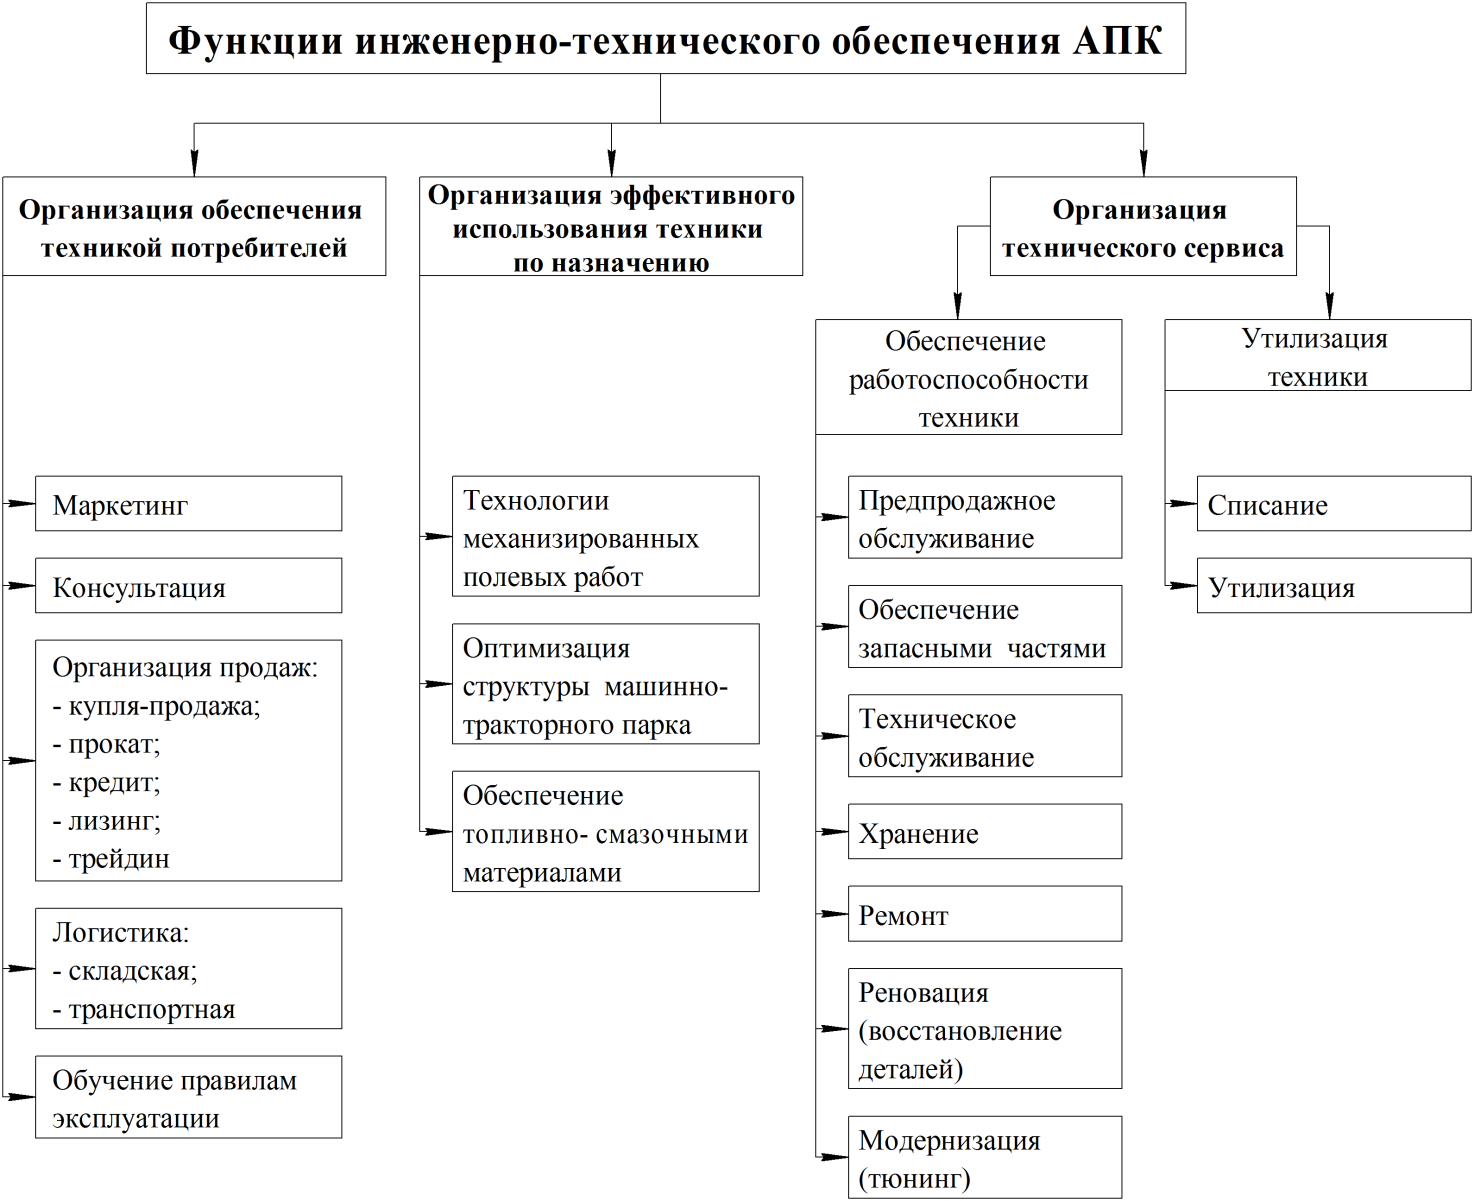 Функции инженерно-технического обеспечения АПК
Организация обеспечения
техникой потребителей
Маркетинг
Консультация
Организация продаж:
- купля-продажа;
- прокат;
- кредит;
- лизинг;
- трейдин
Логистика:
- складская;
- транспортная
Обучение правилам
эксплуатации
Организация эффективного
использования техники
по назначению
Технологии
механизированных
полевых работ
Оптимизация
структуры машинно-
тракторного парка
Обеспечение
топливно- смазочными
материалами
Организация
технического сервиса
Обеспечение
работоспособности
техники
Предпродажное
обслуживание
Обеспечение
запасными частями
Техническое
обслуживание
Хранение
Ремонт
Реновация
(восстановление
деталей)
Модернизация
(тюнинг)
Утилизация
техники
Списание
Утилизация